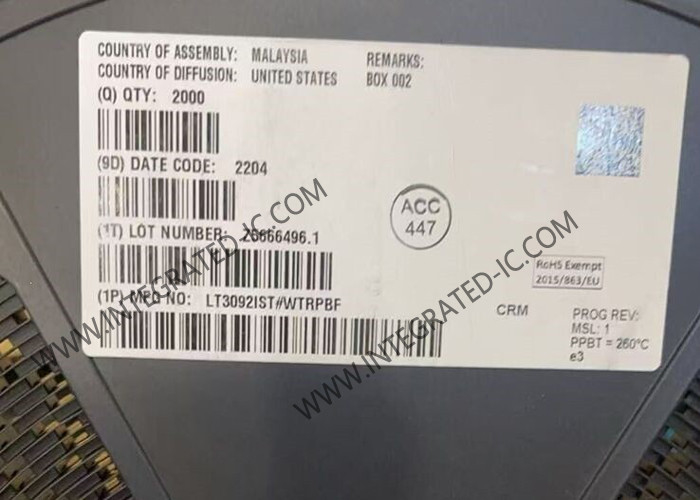 COUNTRY OF ASSEMBLY: MALAYSIA
COUNTRY OF DIFFUSION: UNITED STATES
REMARKS:
BOX 002
(Q) QTY: 2000
(9D) DATE CODE: 2204
(1T) LOT NUMBER: 6496.1
(1P) MFG NO: LT3092IST#WTRPBF
ACC
447
RoHS Exempt
2015/863/EU
CRM
PROG REV:
MSL: 1
PPBT = 260°C
e3
WWW.INTEGRATED-IC.COM
WWW.INTEGRATED-IC.COM